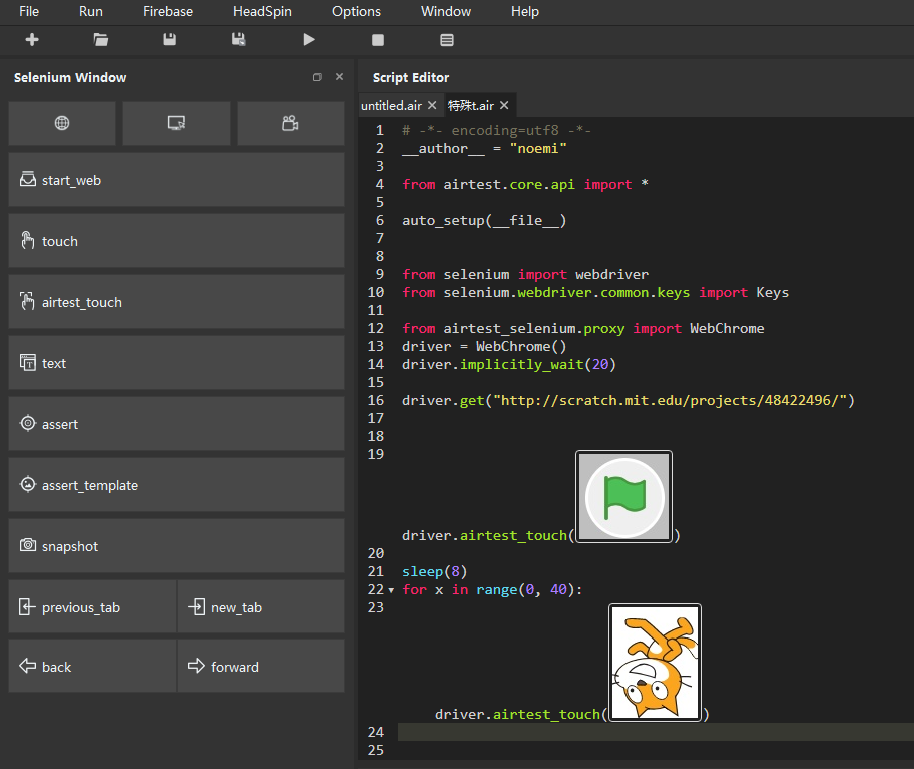 File Run Firebase HeadSpin Options Window Help
Selenium Window
start_web
touch
airtest_touch
text
assert
assert_template
snapshot
previous_tab new_tab
back forward
Script Editor
untitled.air 特殊t.air
1 # -*- encoding=utf8 -*-
2 __author__ = "noemi"
3
4 from airtest.core.api import *
5
6 auto_setup(__file__)
7
8
9 from selenium import webdriver
10 from selenium.webdriver.common.keys import Keys
11
12 from airtest_selenium.proxy import WebChrome
13 driver = WebChrome()
14 driver.implicitly_wait(20)
15
16 driver.get("http://scratch.mit.edu/projects/48422496/")
17
18
19
driver.airtest_touch( )
20
21 sleep(8)
22 for x in range(0, 40):
23
driver.airtest_touch( )
24
25